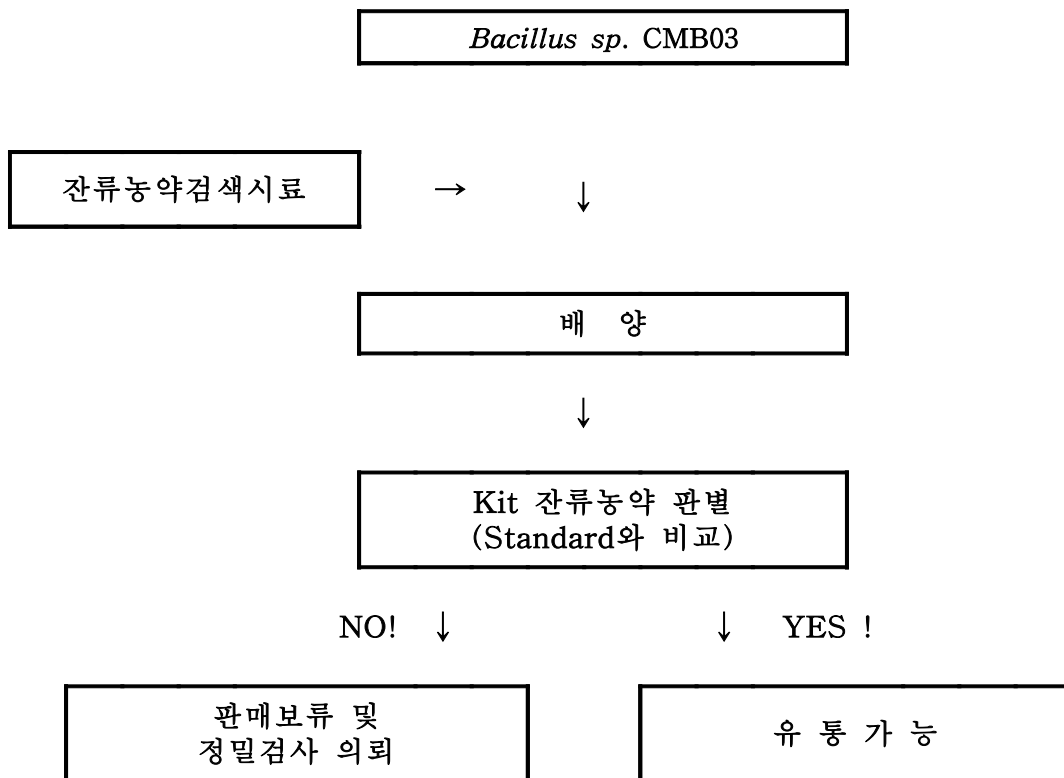 Bacillus sp. CMB03
잔류농약검색시료 → ↓
배 양
↓
Kit 잔류농약 판별
(Standard와 비교)
NO! ↓ ↓ YES !
판매보류 및
정밀검사 의뢰
유 통 가 능